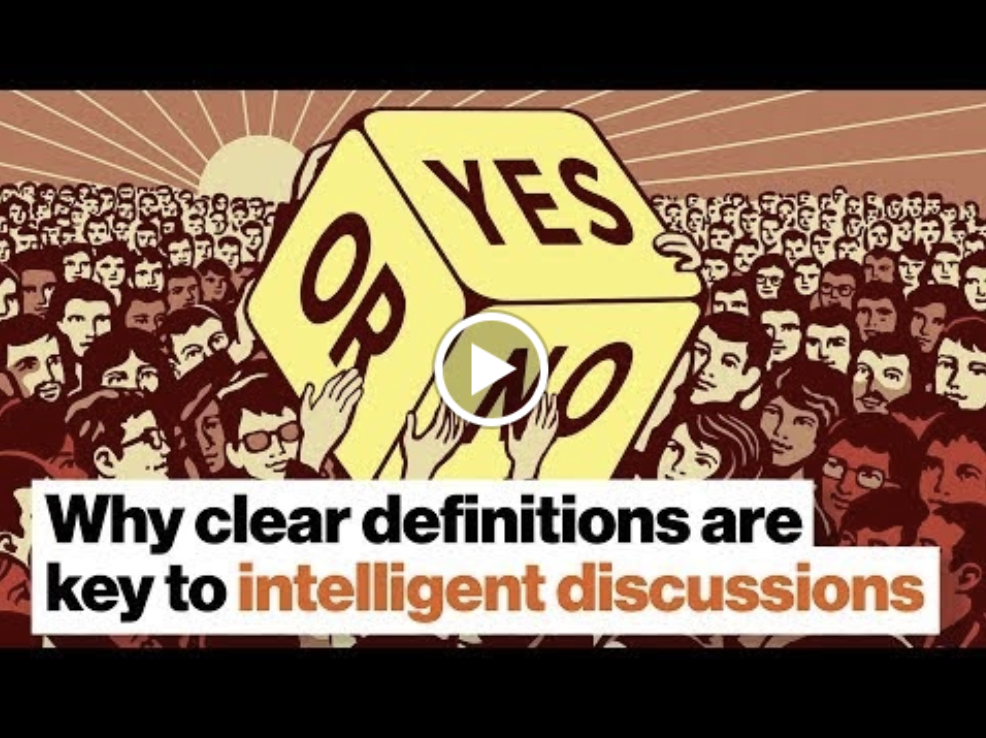 YES
OR
NO
Why clear definitions are
key to intelligent discussions